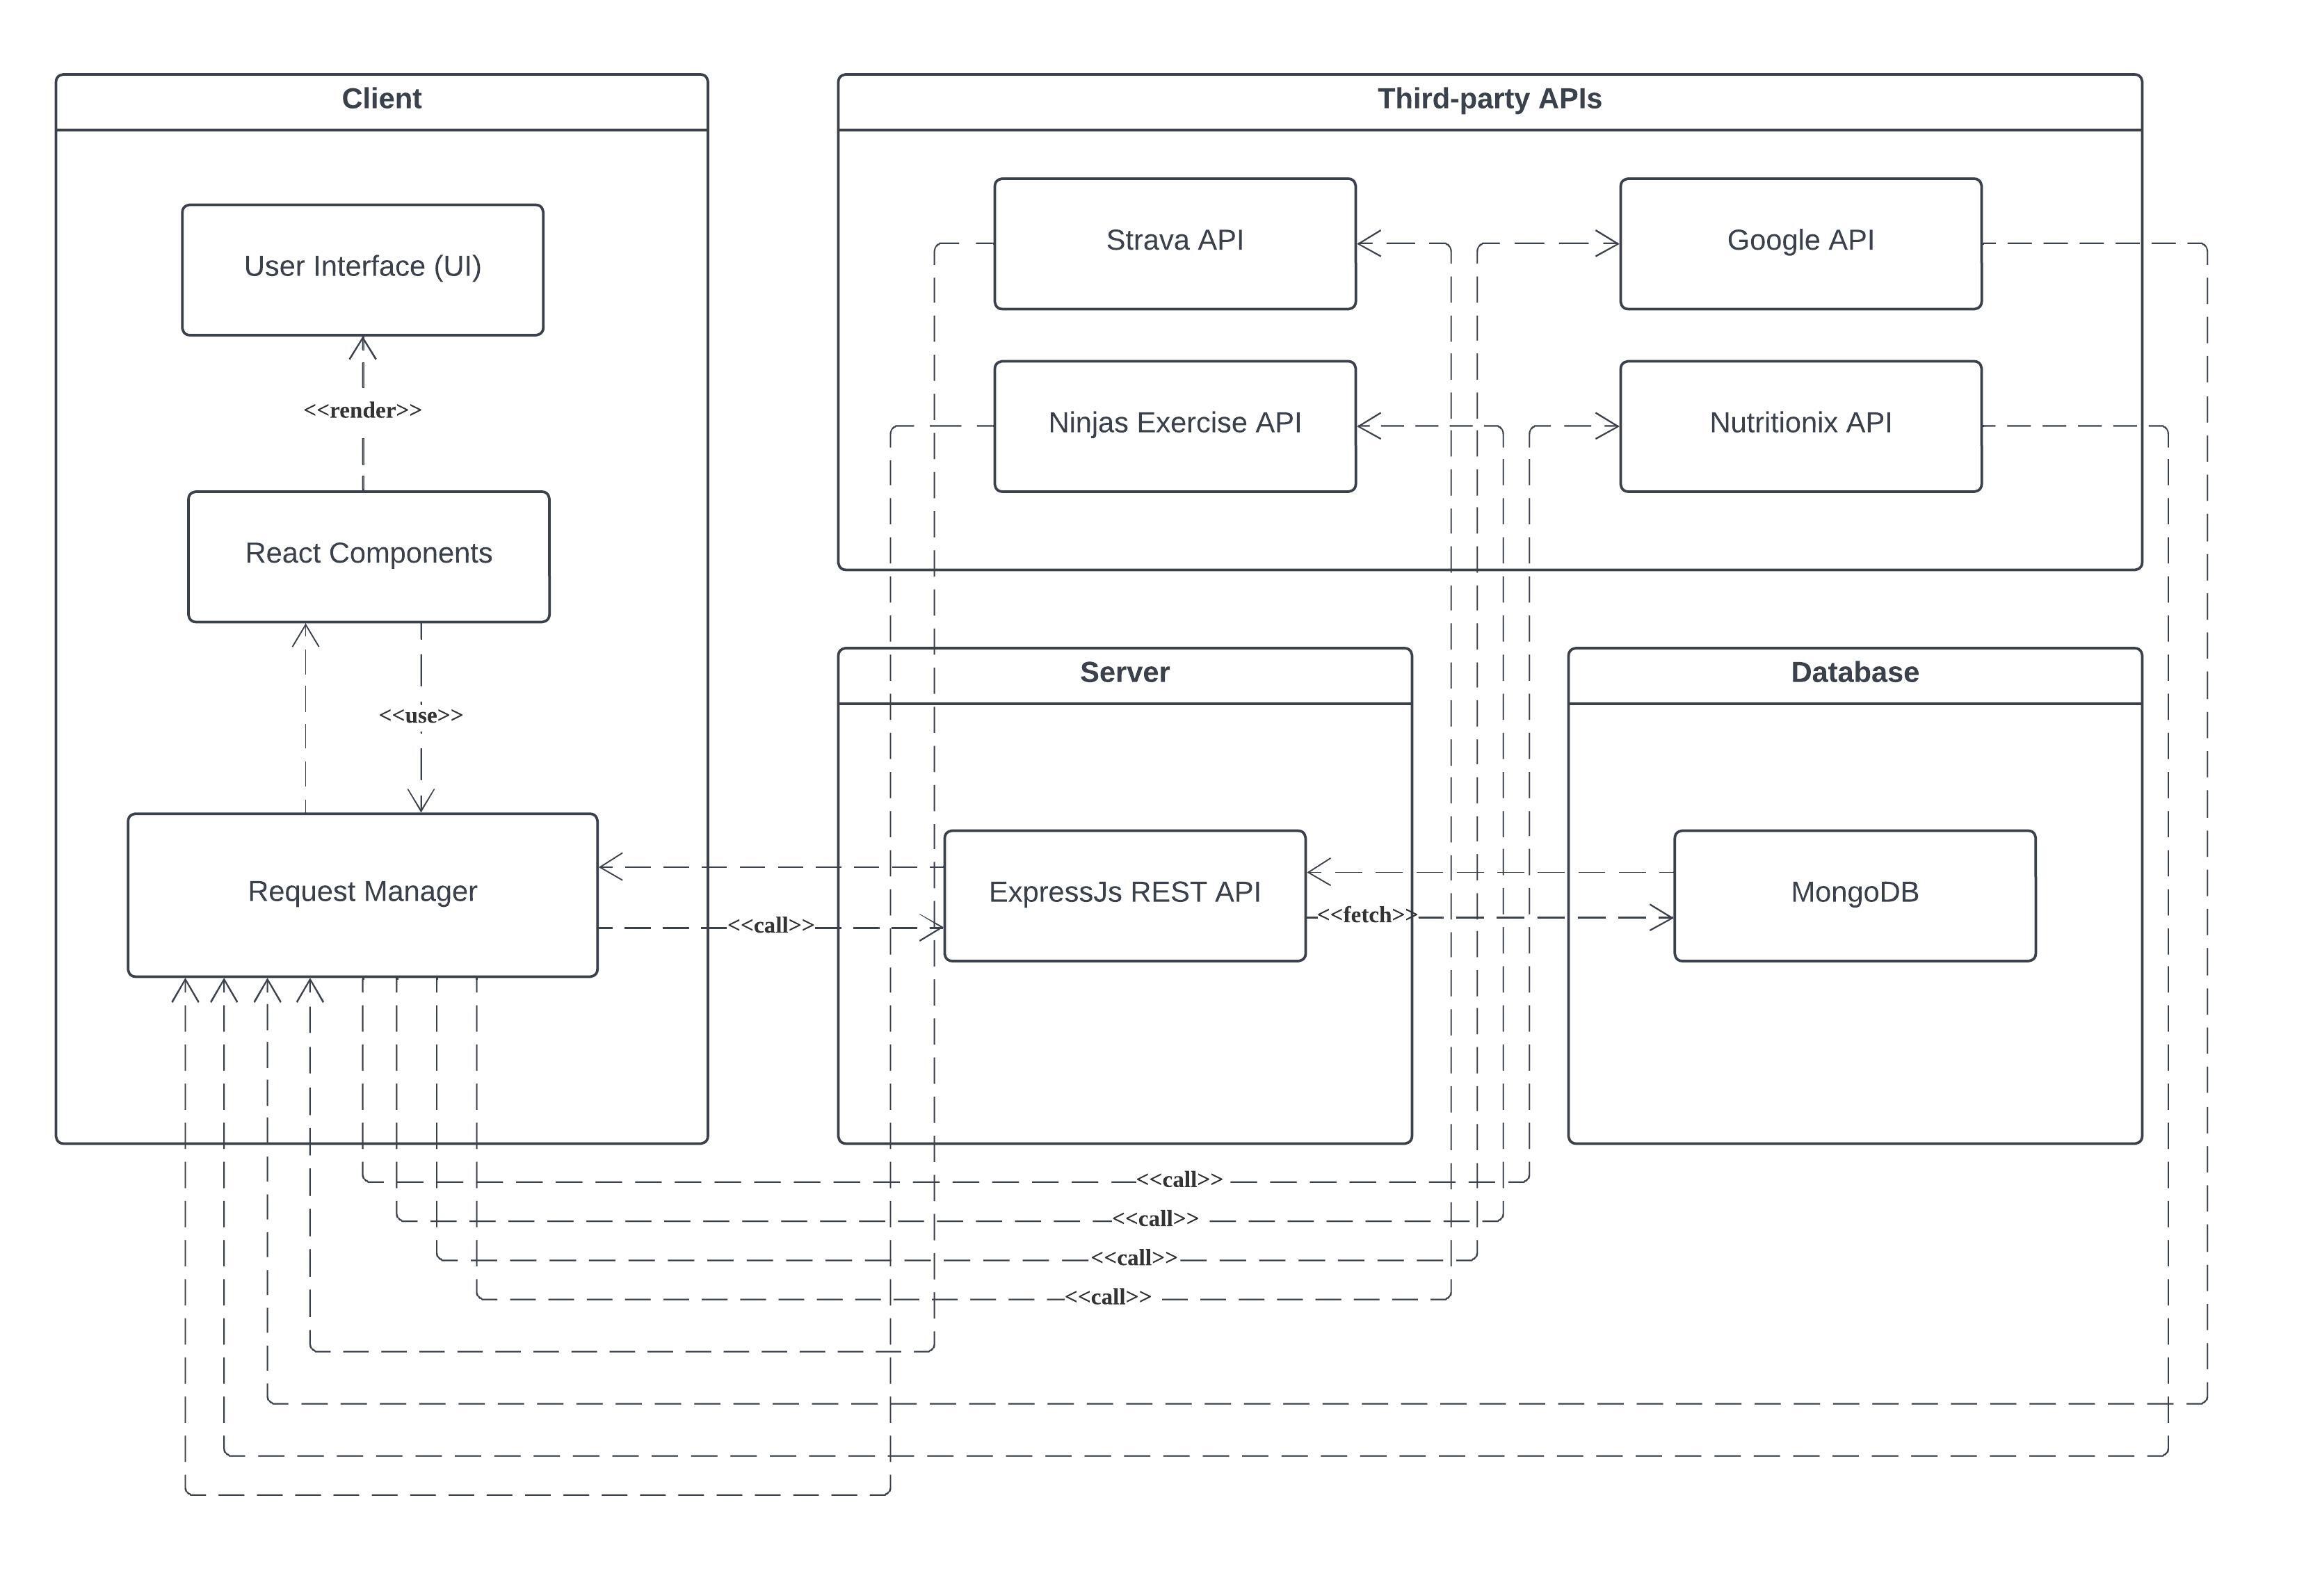 Client
User Interface (UI)
<<render>>
React Components
<<use>>
Request Manager
Third-party APIs
Strava API
Google API
Ninjas Exercise API
Nutritionix API
Server
ExpressJs REST API
Database
MongoDB
<<call>>
<<fetch>>
<<call>>
<<call>>
<<call>>
<<call>>